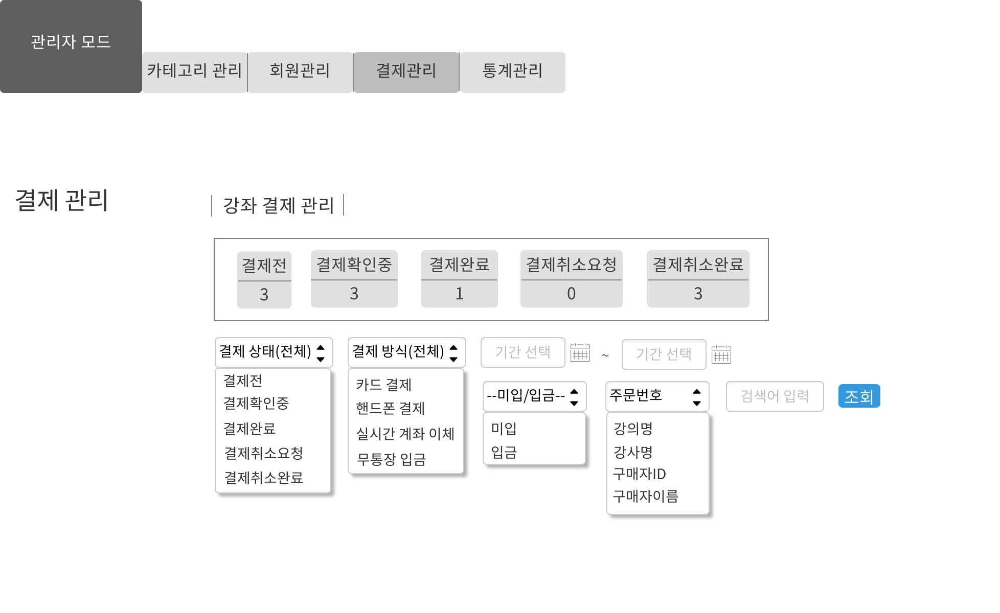 관리자 모드
카테고리 관리 회원관리 결제관리 통계관리
결제 관리
강좌 결제 관리
결제전 결제확인중 결제완료 결제취소요청 결제취소완료
3 3 1 0 3
결제 상태(전체) 결제 방식(전체) 기간 선택 ~ 기간 선택
결제전
결제확인중
결제완료
결제취소요청
결제취소완료
카드 결제
핸드폰 결제
실시간 계좌 이체
무통장 입금
--미입/입금-- 주문번호 검색어 입력 조회
미입
입금
강의명
강사명
구매자ID
구매자이름